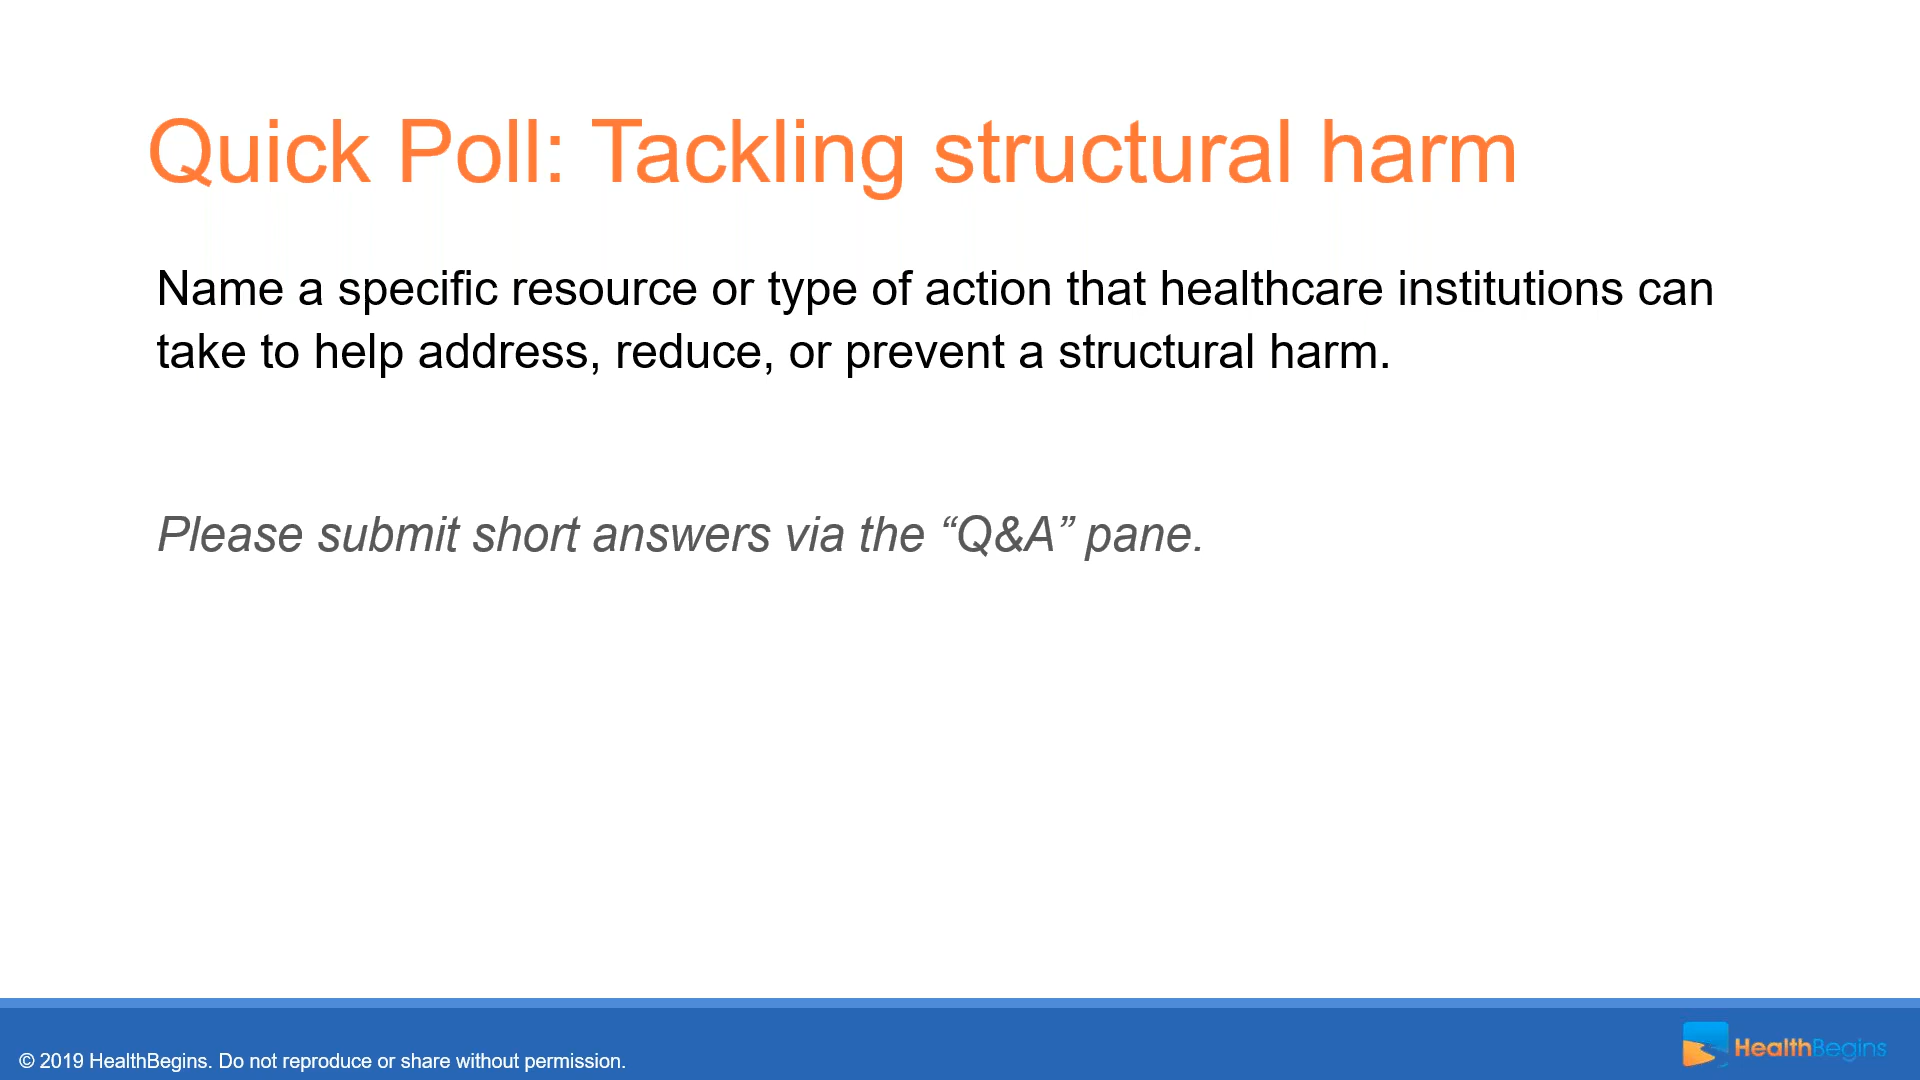 Quick Poll: Tackling structural harm
Name a specific resource or type of action that healthcare institutions can
take to help address, reduce, or prevent a structural harm.
Please submit short answers via the “Q&A” pane.
© 2019 HealthBegins. Do not reproduce or share without permission.
HealthBegins